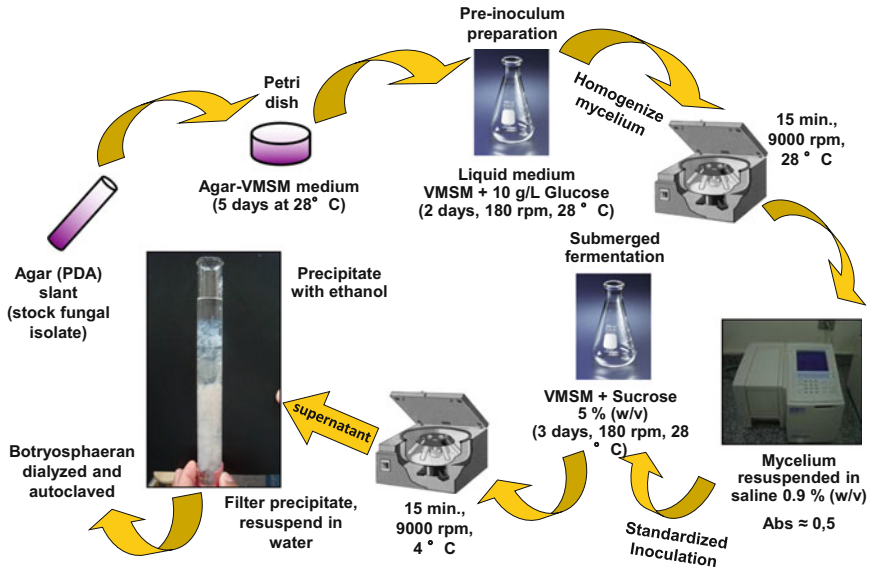 Agar (PDA)
slant
(stock fungal
isolate)
Petri
dish
Agar-VMSM medium
(5 days at 28° C)
Pre-inoculum
preparation
Liquid medium
VMSM + 10 g/L Glucose
(2 days, 180 rpm, 28 ° C)
Homogenize
mycelium
15 min.,
9000 rpm,
28 ° C
Mycelium
resuspended in
saline 0.9 % (w/v)
Abs ≈ 0,5
Standardized
Inoculation
Submerged
fermentation
VMSM + Sucrose
5 % (w/v)
(3 days, 180 rpm, 28
° C)
15 min.,
9000 rpm,
4 ° C
supernatant
Precipitate
with ethanol
Filter precipitate,
resuspend in
water
Botryosphaeran
dialyzed and
autoclaved